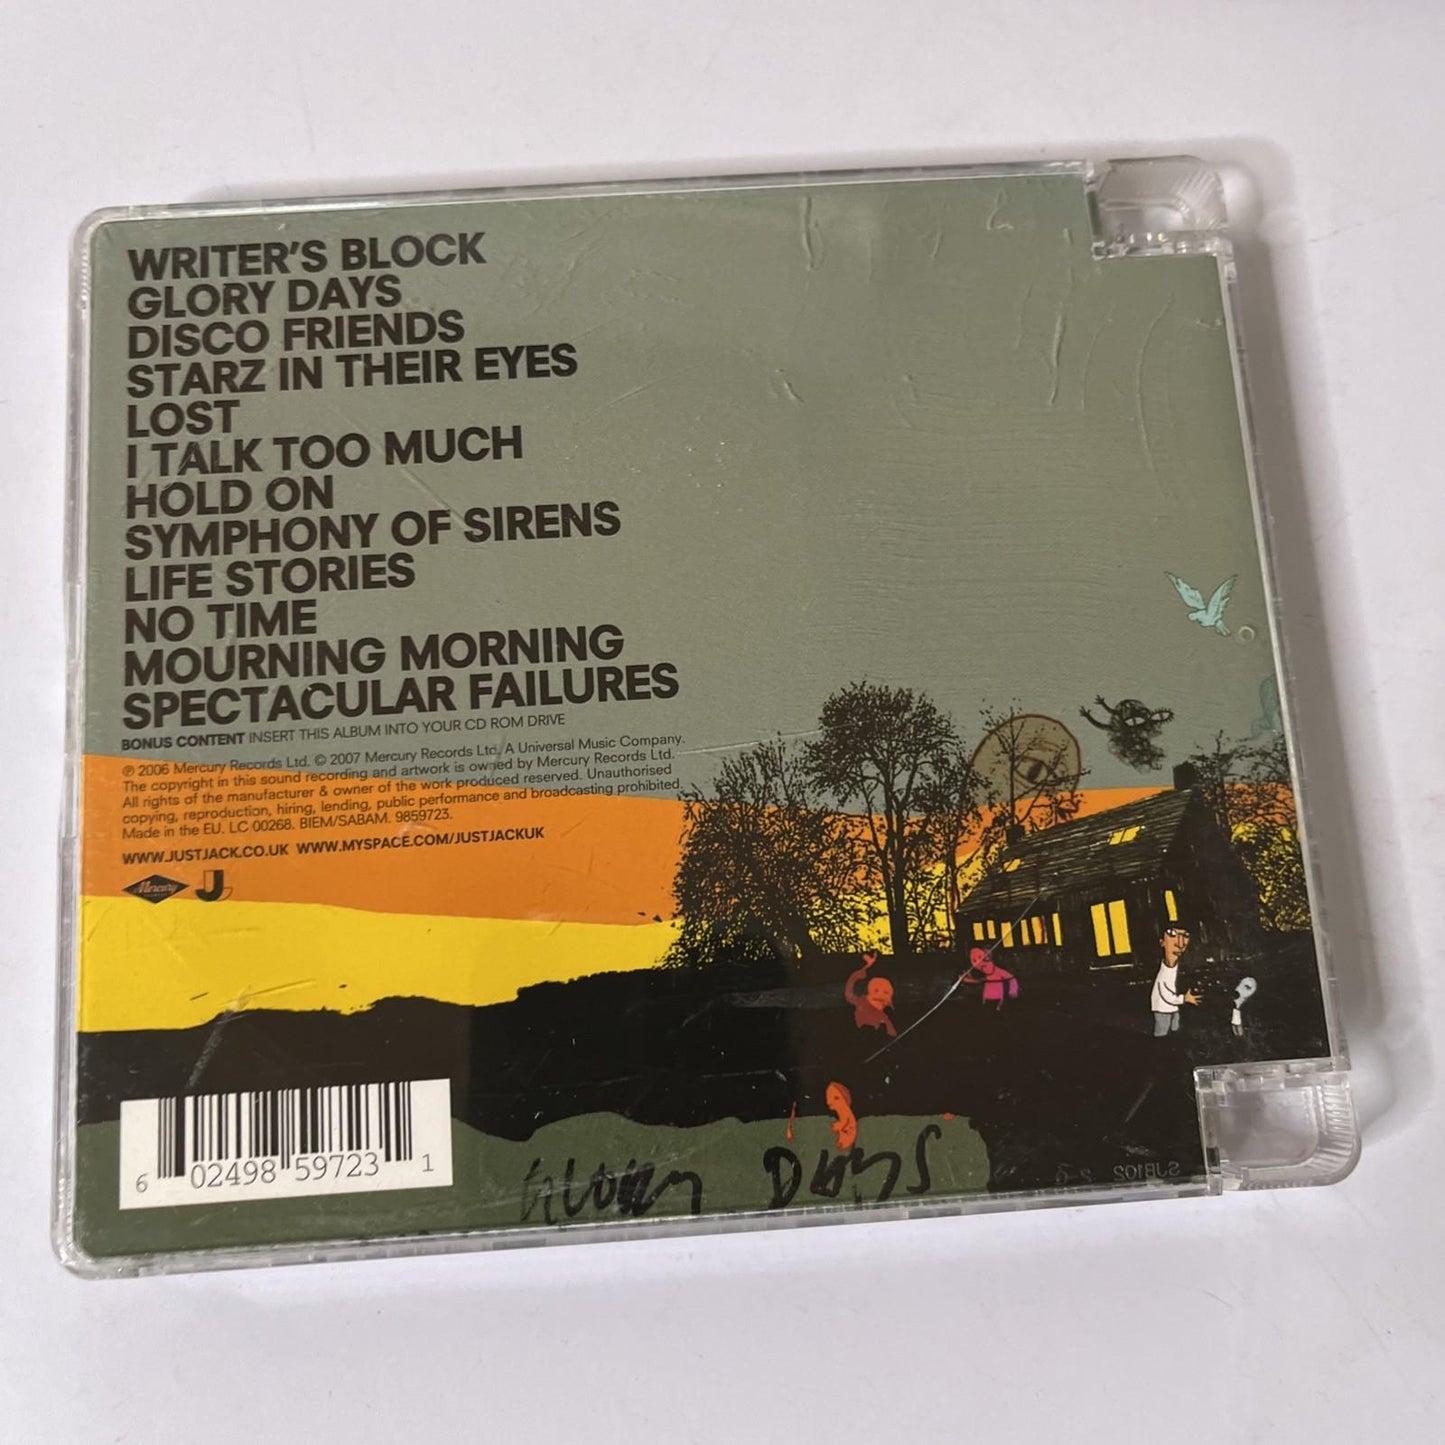 WRITER'S BLOCK
GLORY DAYS
DISCO FRIENDS
STARZ IN THEIR EYES
LOST
I TALK TOO MUCH
HOLD ON
SYMPHONY OF SIRENS
LIFE STORIES
NO TIME
MOURNING MORNING
SPECTACULAR FAILURES
BONUS CONTENT INSERT THIS ALBUM INTO YOUR CD ROM DRIVE
℗ 2006 Mercury Records Ltd. © 2007 Mercury Records Ltd. A Universal Music Company.
The copyright in this sound recording and artwork is owned by Mercury Records Ltd.
All rights of the manufacturer & owner of the work produced reserved. Unauthorised
copying, reproduction, hiring, lending, public performance and broadcasting prohibited.
Made in the EU. LC 00268. BIEM/SABAM. 9859723.
WWW.JUSTJACK.CO.UK WWW.MYSPACE.COM/JUSTJACKUK
Mercury J
6 02498 59723 1
GLORY DAYS